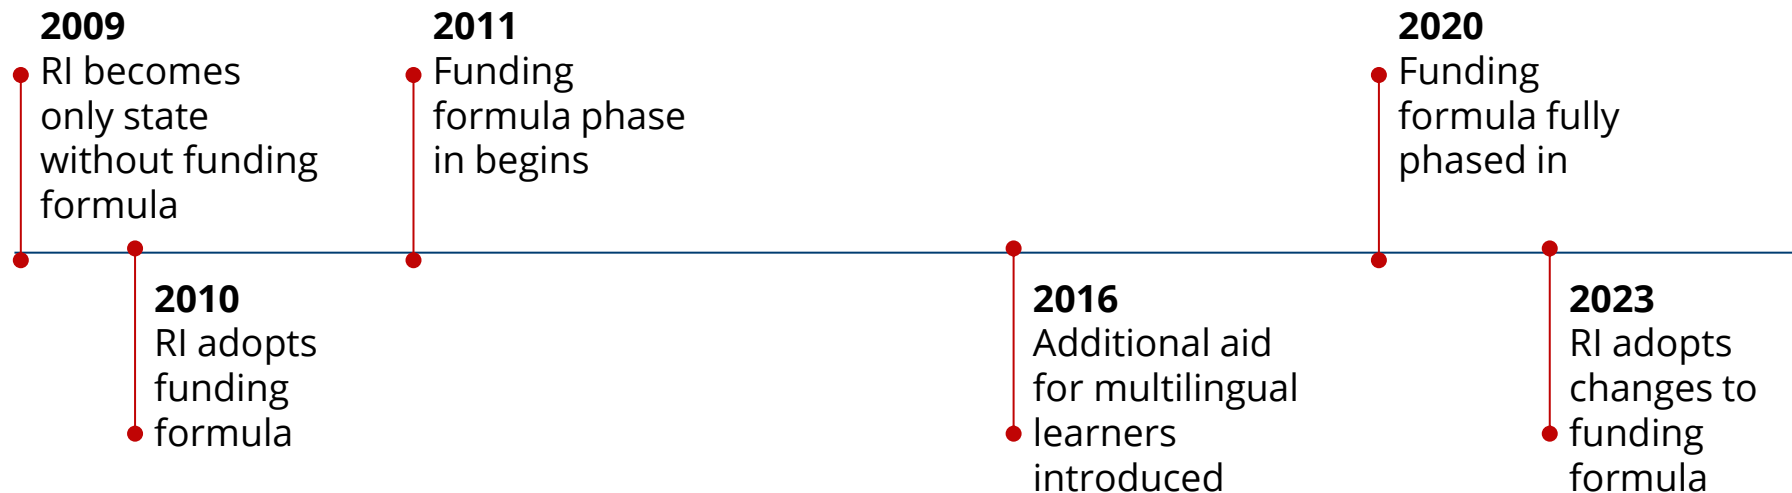 2009
RI becomes
only state
without funding
formula
2010
RI adopts
funding
formula
2011
Funding
formula phase
in begins
2016
Additional aid
for multilingual
learners
introduced
2020
Funding
formula fully
phased in
2023
RI adopts
changes to
funding
formula